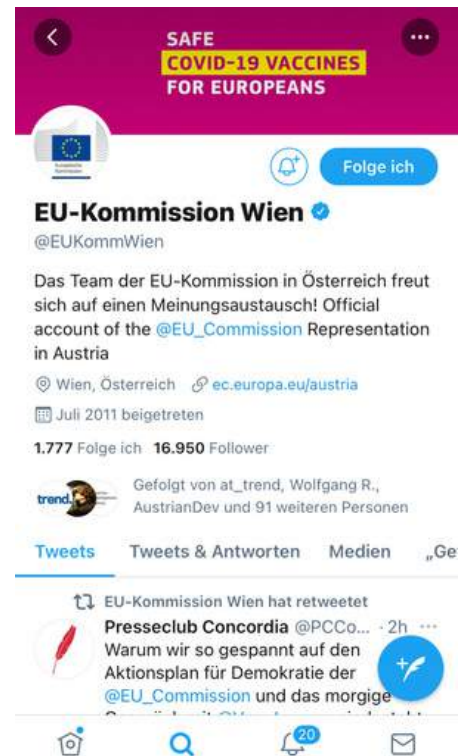 SAFE
COVID-19 VACCINES
FOR EUROPEANS
Folge ich
EU-Kommission Wien
@EUKommWien
Das Team der EU-Kommission in Österreich freut
sich auf einen Meinungsaustausch! Official
account of the @EU_Commission Representation
in Austria
Wien, Österreich ec.europa.eu/austria
Juli 2011 beigetreten
1.777 Folge ich 16.950 Follower
trend.
Gefolgt von at_trend, Wolfgang R.,
AustrianDev und 91 weiteren Personen
Tweets Tweets & Antworten Medien „Ge
EU-Kommission Wien hat retweetet
Presseclub Concordia @PCCo... · 2h
Warum wir so gespannt auf den
Aktionsplan für Demokratie der
@EU_Commission und das morgige
20